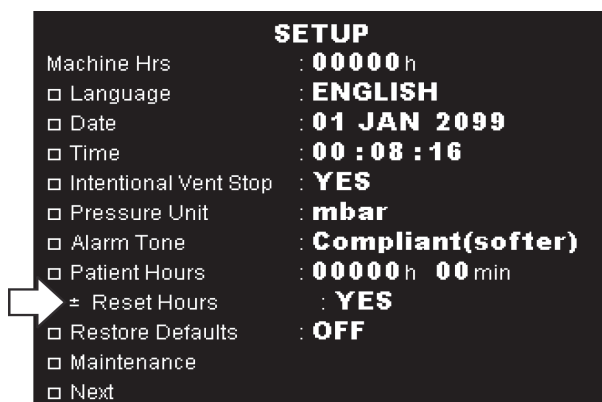 SETUP
Machine Hrs : 00000 h
□ Language : ENGLISH
□ Date : 01 JAN 2099
□ Time : 00 : 08 : 16
□ Intentional Vent Stop : YES
□ Pressure Unit : mbar
□ Alarm Tone : Compliant(softer)
□ Patient Hours : 00000 h 00 min
± Reset Hours : YES
□ Restore Defaults : OFF
□ Maintenance
□ Next